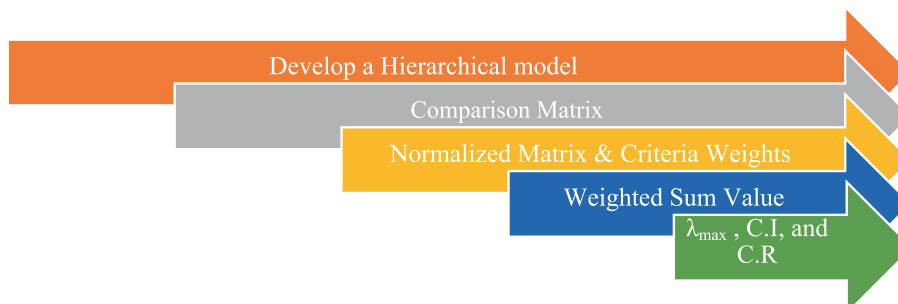 Develop a Hierarchical model
Comparison Matrix
Normalized Matrix & Criteria Weights
Weighted Sum Value
λmax , C.I, and
C.R